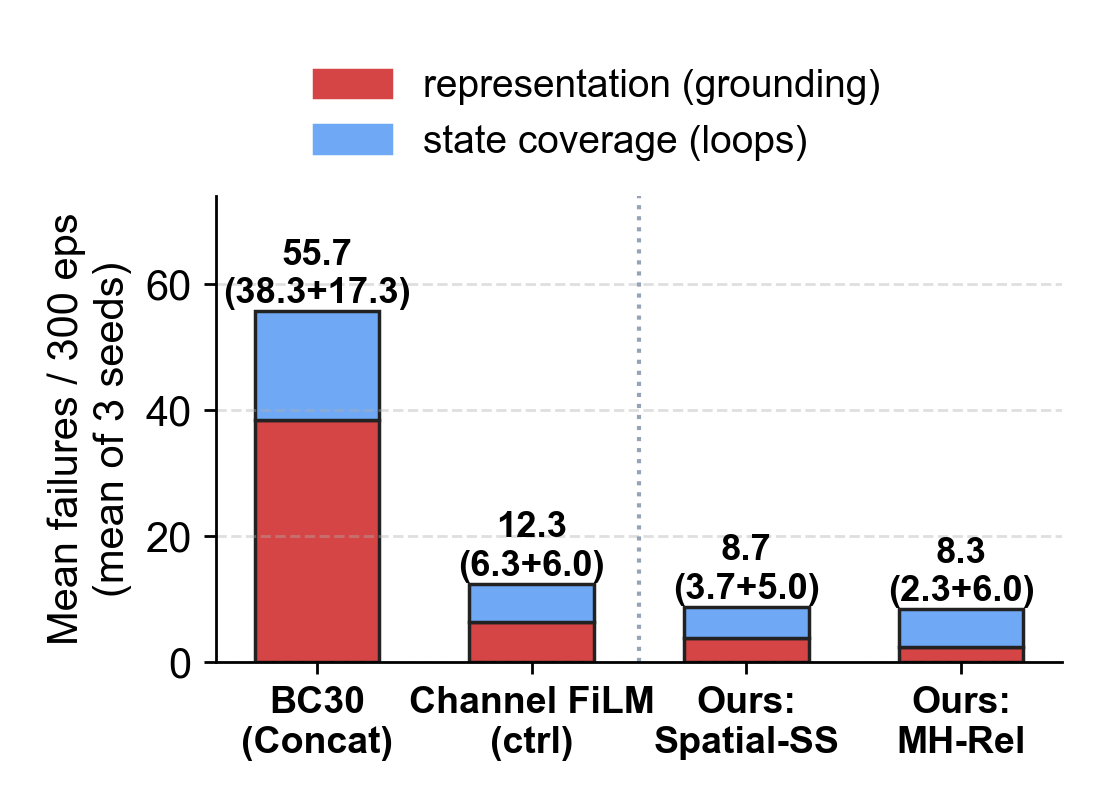 representation (grounding)
state coverage (loops)
Mean failures / 300 eps
(mean of 3 seeds)
60
40
20
0
55.7
(38.3+17.3)
12.3
(6.3+6.0)
8.7
(3.7+5.0)
8.3
(2.3+6.0)
BC30
(Concat)
Channel FiLM
(ctrl)
Ours:
Spatial-SS
Ours:
MH-Rel